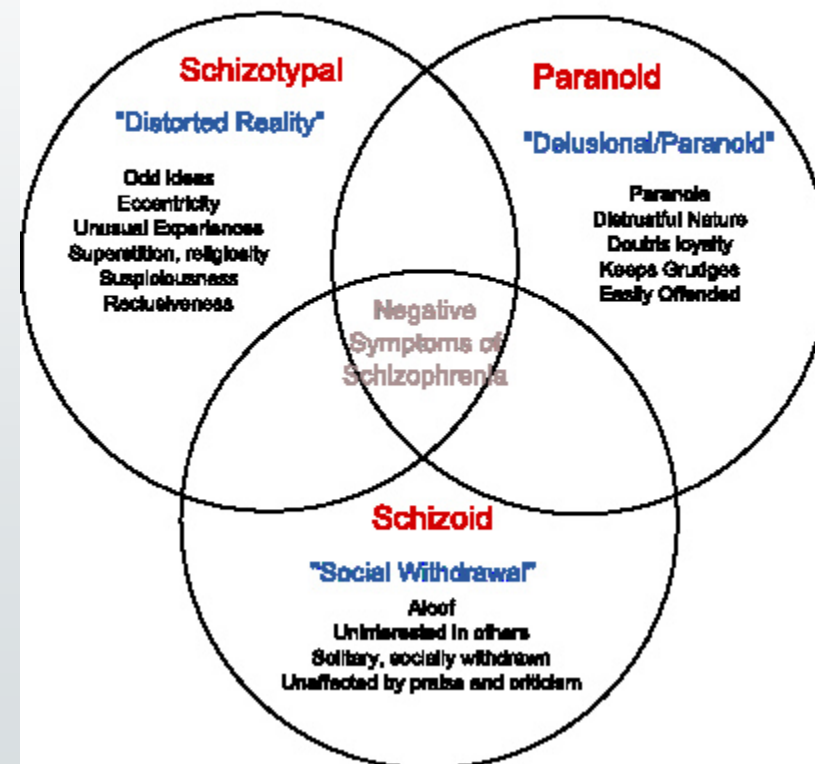 Schizotypal
"Distorted Reality"
Odd Ideas
Eccentricity
Unusual Experiences
Superstition, religiosity
Suspiciousness
Reclusiveness
Paranoid
"Delusional/Paranoid"
Paranoia
Distrustful Nature
Doubts loyalty
Keeps Grudges
Easily Offended
Negative
Symptoms of
Schizophrenia
Schizoid
"Social Withdrawal"
Aloof
Uninterested in others
Solitary, socially withdrawn
Unaffected by praise and criticism